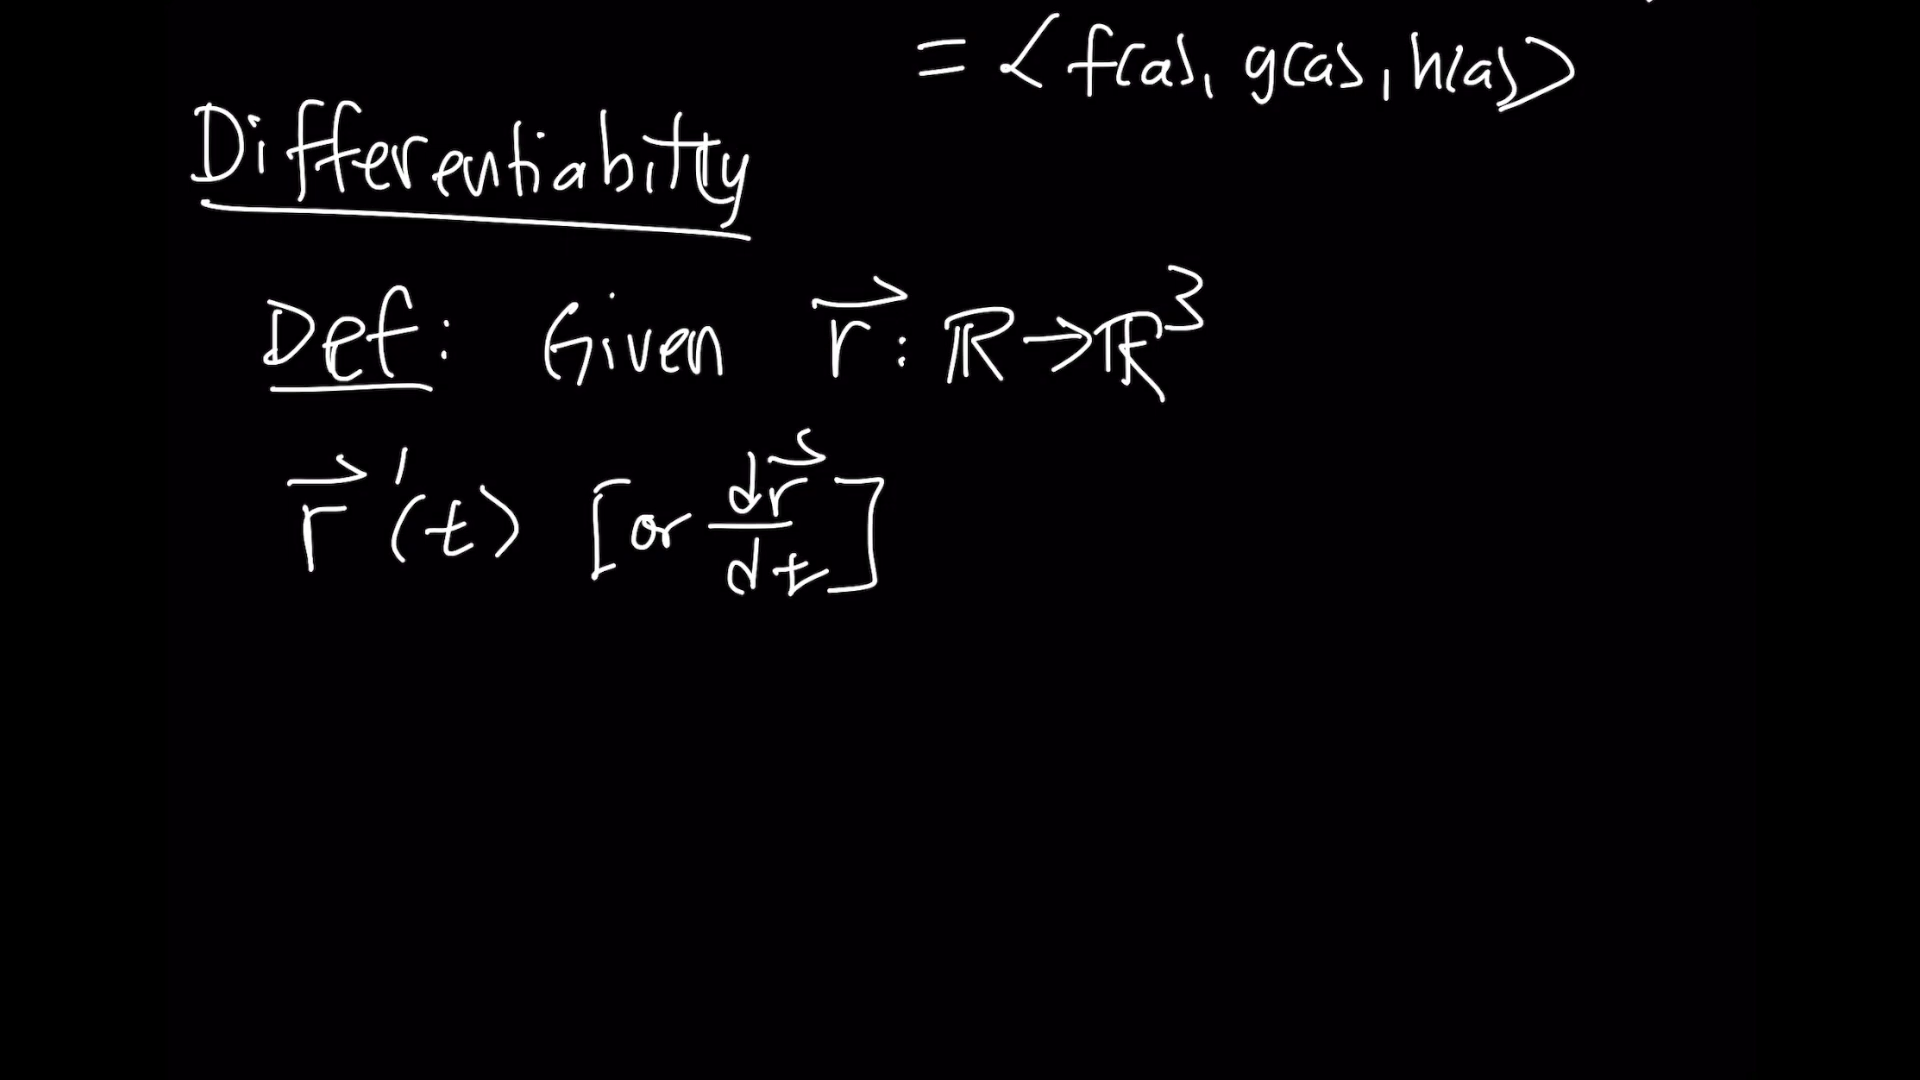 = ⟨f(a), g(a), h(a)⟩
Differentiability
Def: Given r⃗: ℝ→ℝ³
r⃗'(t) [or dr⃗/dt]